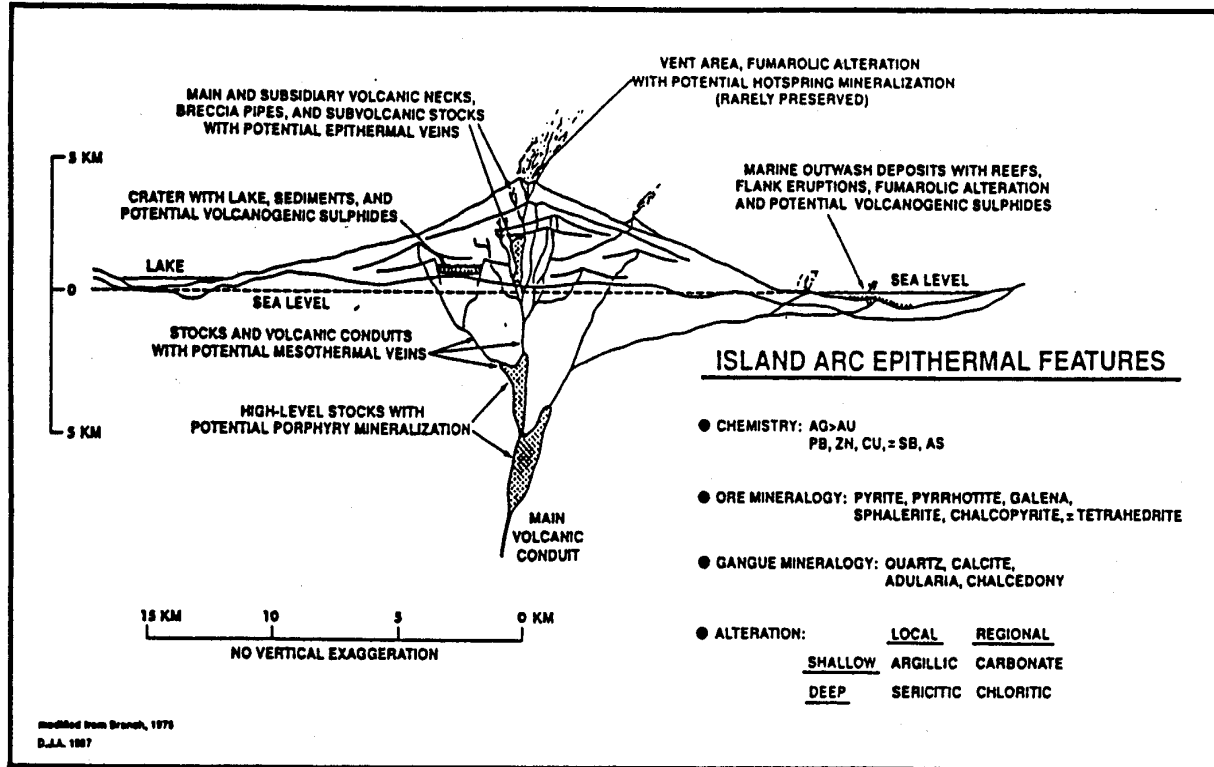 VENT AREA, FUMAROLIC ALTERATION
WITH POTENTIAL HOTSPRING MINERALIZATION
(RARELY PRESERVED)
MAIN AND SUBSIDIARY VOLCANIC NECKS,
BRECCIA PIPES, AND SUBVOLCANIC STOCKS
WITH POTENTIAL EPITHERMAL VEINS
MARINE OUTWASH DEPOSITS WITH REEFS,
FLANK ERUPTIONS, FUMAROLIC ALTERATION
AND POTENTIAL VOLCANOGENIC SULPHIDES
CRATER WITH LAKE, SEDIMENTS, AND
POTENTIAL VOLCANOGENIC SULPHIDES
KM
LAKE
0
SEA LEVEL
SEA LEVEL
STOCKS AND VOLCANIC CONDUITS
WITH POTENTIAL MESOTHERMAL VEINS
HIGH-LEVEL STOCKS WITH
POTENTIAL PORPHYRY MINERALIZATION
KM
MAIN
VOLCANIC
CONDUIT
15 KM 10 5 0 KM
NO VERTICAL EXAGGERATION
ISLAND ARC EPITHERMAL FEATURES
● CHEMISTRY: AG>AU
PB, ZN, CU, ± SB, AS
● ORE MINERALOGY: PYRITE, PYRRHOTITE, GALENA,
SPHALERITE, CHALCOPYRITE, ± TETRAHEDRITE
● GANGUE MINERALOGY: QUARTZ, CALCITE,
ADULARIA, CHALCEDONY
● ALTERATION: LOCAL REGIONAL
SHALLOW ARGILLIC CARBONATE
DEEP SERICITIC CHLORITIC
modified from Branch,
D.J.A. 1987